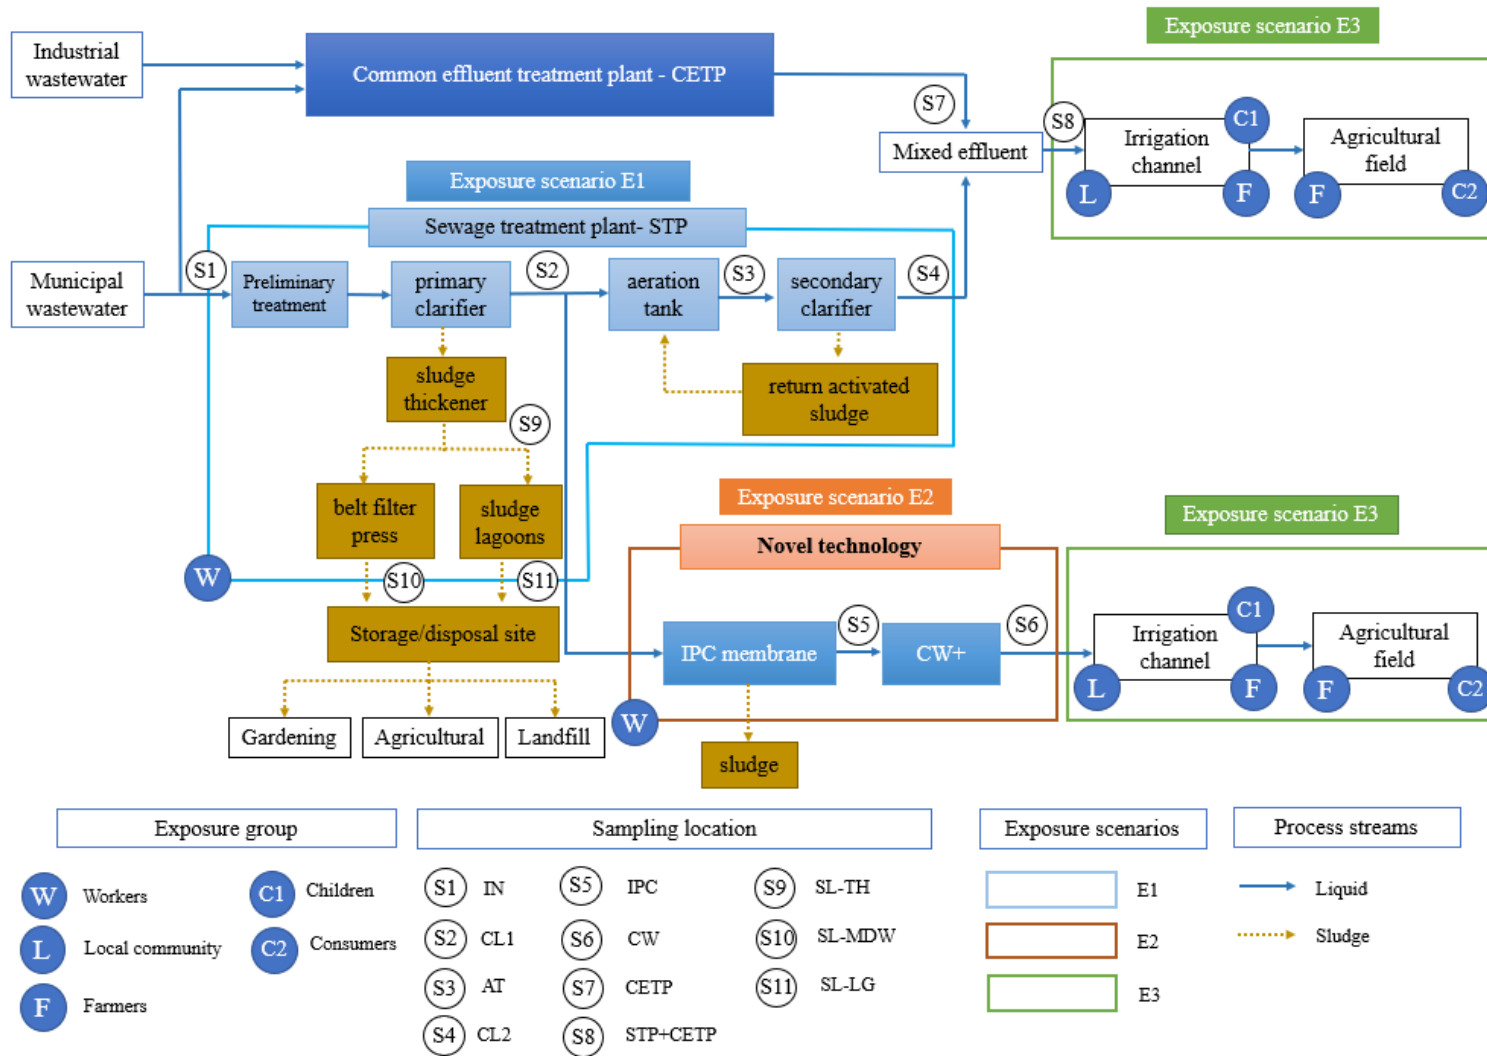 Exposure scenario E3
Industrial
wastewater
Common effluent treatment plant - CETP
S7
S8
C1
C2
Irrigation
channel
Agricultural
field
Mixed effluent
L
F
F
Exposure scenario E1
Sewage treatment plant- STP
Municipal
wastewater
S1
Preliminary
treatment
primary
clarifier
S2
aeration
tank
S3
secondary
clarifier
S4
sludge
thickener
return activated
sludge
S9
belt filter
press
sludge
lagoons
Exposure scenario E2
Exposure scenario E3
Novel technology
W
S10
S11
Storage/disposal site
IPC membrane
S5
CW+
S6
C1
Irrigation
channel
Agricultural
field
L
F
F
C2
W
Gardening
Agricultural
Landfill
sludge
Exposure group
Sampling location
Exposure scenarios
Process streams
W Workers
C1 Children
L Local community
C2 Consumers
F Farmers
S1 IN
S2 CL1
S3 AT
S4 CL2
S5 IPC
S6 CW
S7 CETP
S8 STP+CETP
S9 SL-TH
S10 SL-MDW
S11 SL-LG
E1
E2
E3
Liquid
Sludge